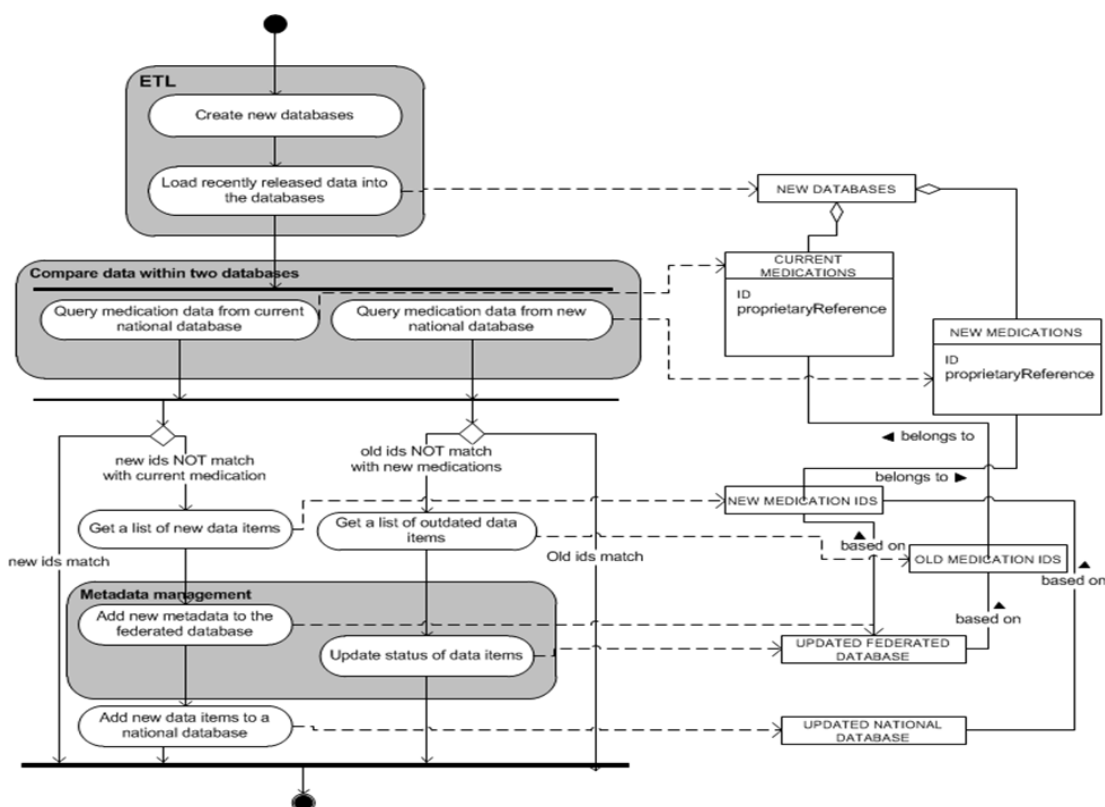 ETL
Create new databases
Load recently released data into
the databases
NEW DATABASES
Compare data within two databases
Query medication data from current
national database
Query medication data from new
national database
CURRENT
MEDICATIONS
ID
proprietaryReference
NEW MEDICATIONS
ID
proprietaryReference
new ids NOT match
with current medication
old ids NOT match
with new medications
◄ belongs to
belongs to ►
NEW MEDICATION IDS
Get a list of new data items
Get a list of outdated data
items
new ids match
Old ids match
▲
based on
OLD MEDICATION IDS
▲
based on
Metadata management
Add new metadata to the
federated database
Update status of data items
▲
based on
UPDATED FEDERATED
DATABASE
Add new data items to a
national database
UPDATED NATIONAL
DATABASE